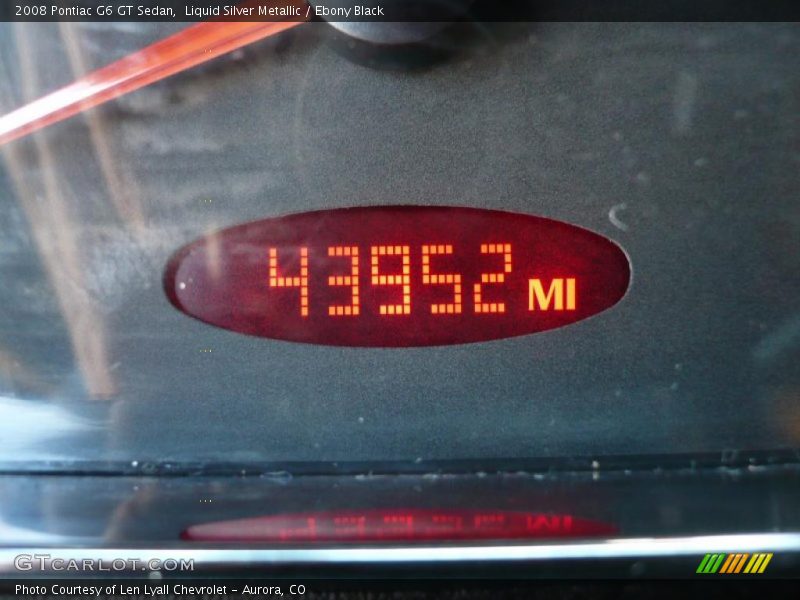 2008 Pontiac G6 GT Sedan,  Liquid Silver Metallic / Ebony Black
43952 MI
GTcarlot.com
Photo Courtesy of Len Lyall Chevrolet - Aurora, CO